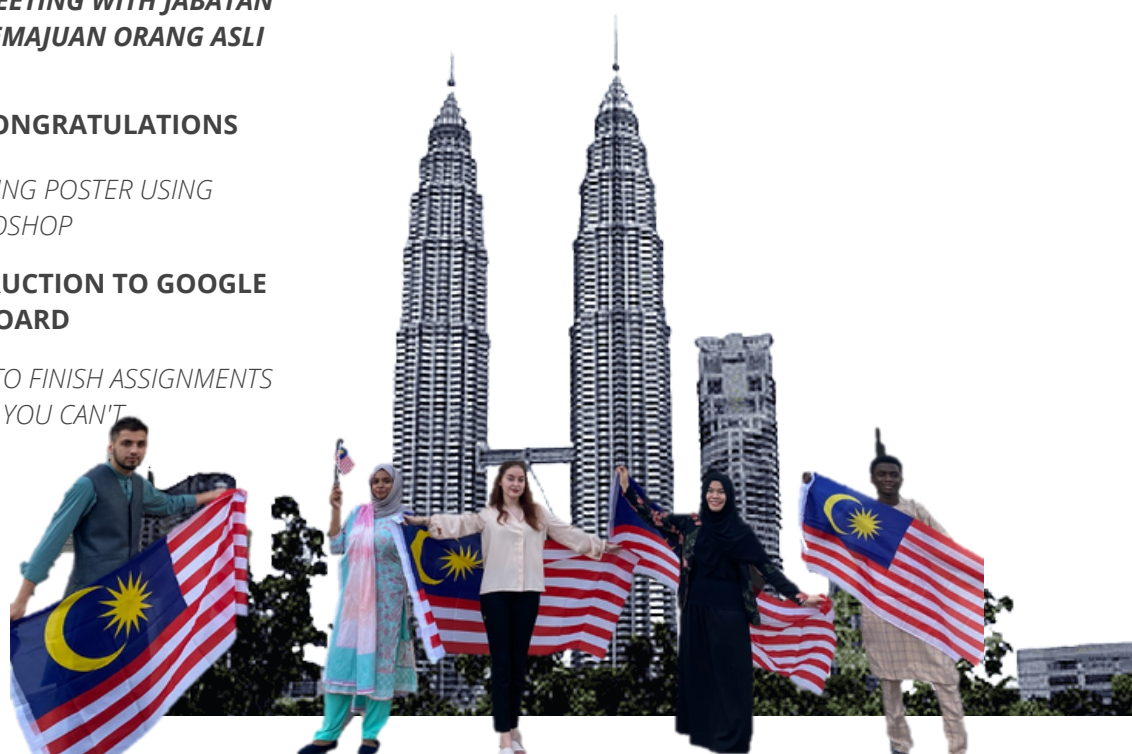 EETING WITH JABATAN
EMAJUAN ORANG ASLI
ONGRATULATIONS
ING POSTER USING
OSHOP
UCTION TO GOOGLE
OARD
TO FINISH ASSIGNMENTS
YOU CAN'T